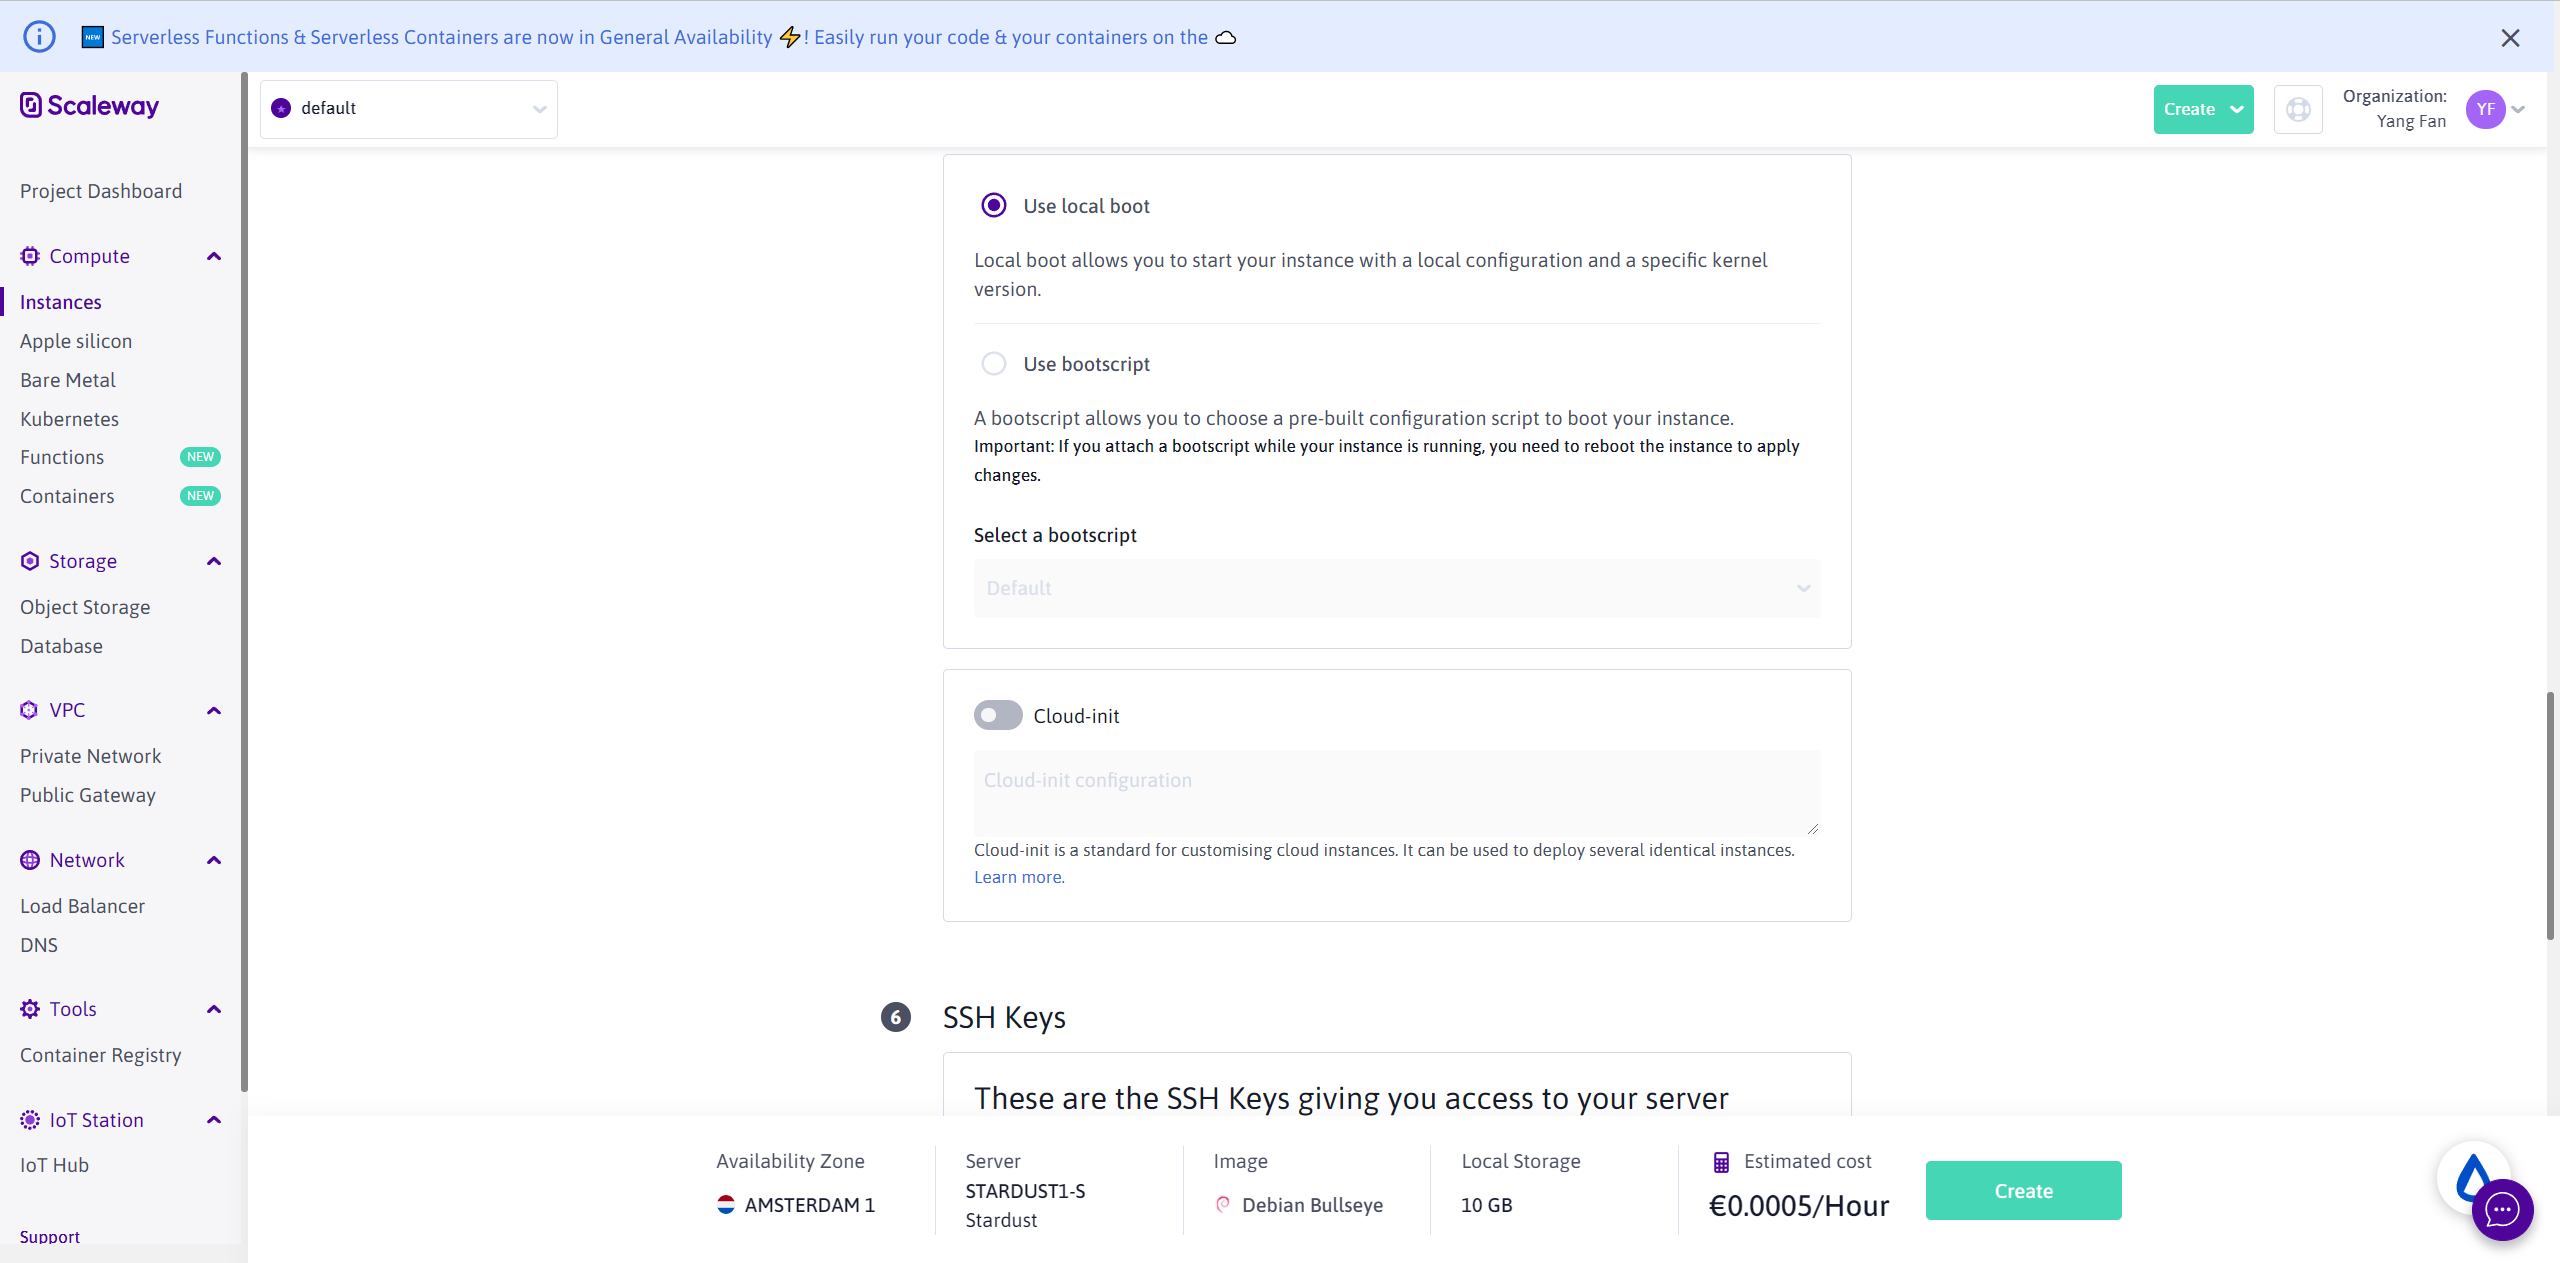 NEW Serverless Functions & Serverless Containers are now in General Availability ⚡! Easily run your code & your containers on the ☁
Scaleway
default
Create
Organization:
Yang Fan
YF
Project Dashboard
Compute
Instances
Apple silicon
Bare Metal
Kubernetes
Functions NEW
Containers NEW
Storage
Object Storage
Database
VPC
Private Network
Public Gateway
Network
Load Balancer
DNS
Tools
Container Registry
IoT Station
IoT Hub
Support
Use local boot
Local boot allows you to start your instance with a local configuration and a specific kernel
version.
Use bootscript
A bootscript allows you to choose a pre-built configuration script to boot your instance.
Important: If you attach a bootscript while your instance is running, you need to reboot the instance to apply
changes.
Select a bootscript
Default
Cloud-init
Cloud-init configuration
Cloud-init is a standard for customising cloud instances. It can be used to deploy several identical instances.
Learn more.
6 SSH Keys
These are the SSH Keys giving you access to your server
Availability Zone
AMSTERDAM 1
Server
STARDUST1-S
Stardust
Image
Debian Bullseye
Local Storage
10 GB
Estimated cost
€0.0005/Hour
Create